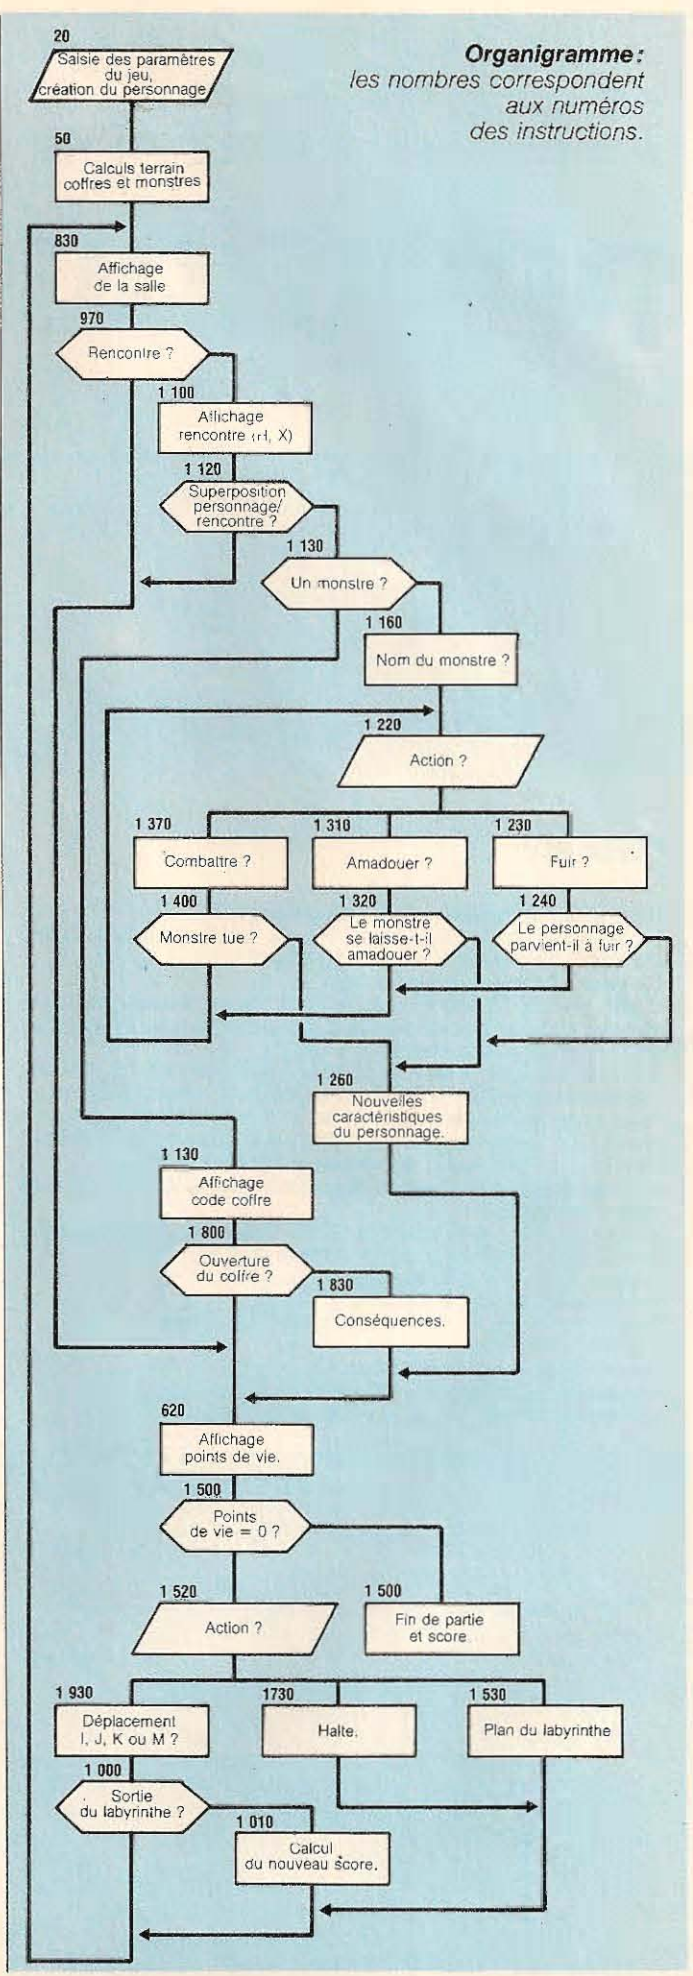 20
Saisie des paramètres
du jeu,
création du personnage
Organigramme:
les nombres correspondent
aux numéros
des instructions.
50
Calculs terrain
coffres et monstres
830
Affichage
de la salle
970
Rencontre ?
1 100
Affichage
rencontre (H, X)
1 120
Superposition
personnage/
rencontre ?
1 130
Un monstre ?
1 160
Nom du monstre ?
1 220
Action ?
1 370
Combattre ?
1 310
Amadouer ?
1 230
Fuir ?
1 400
Monstre tue ?
1 320
Le monstre
se laisse-t-il
amadouer ?
1 240
Le personnage
parvient-il à fuir ?
1 260
Nouvelles
caractéristiques
du personnage.
1 130
Affichage
code coffre
1 800
Ouverture
du coffre ?
1 830
Conséquences.
620
Affichage
points de vie.
1 500
Points
de vie = 0 ?
1 520
Action ?
1 500
Fin de partie
et score.
1 930
Déplacement
I, J, K ou M ?
1730
Halte.
1 530
Plan du labyrinthe
1 000
Sortie
du labyrinthe ?
1 010
Calcul
du nouveau score.